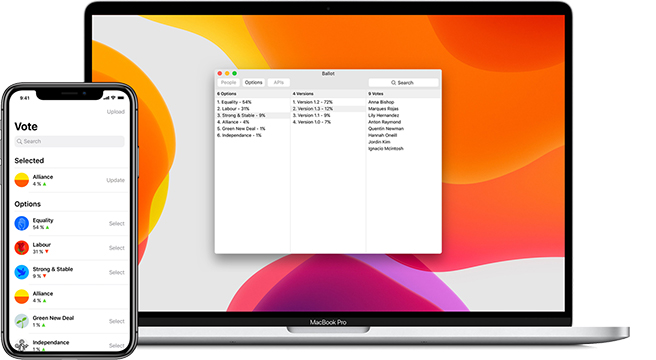 9:41
Upload
Vote
Search
Selected
Alliance
4 %
Update
Options
Equality
54 %
Select
Labour
31 %
Select
Strong & Stable
9 %
Select
Alliance
4 %
Green New Deal
1 %
Select
Independance
1 %
Select
Ballot
People Options APIs Search
6 Options
1. Equality - 54%
2. Labour - 31%
3. Strong & Stable - 9%
4. Alliance - 4%
5. Green New Deal - 1%
6. Independance - 1%
4 Versions
1. Version 1.2 - 72%
2. Version 1.3 - 12%
3. Version 1.1 - 9%
4. Version 1.0 - 7%
9 Votes
Anna Bishop
Marques Rojas
Lily Hernandez
Anton Raymond
Quentin Newman
Hannah Oneill
Jordin Kim
Ignacio McIntosh
MacBook Pro